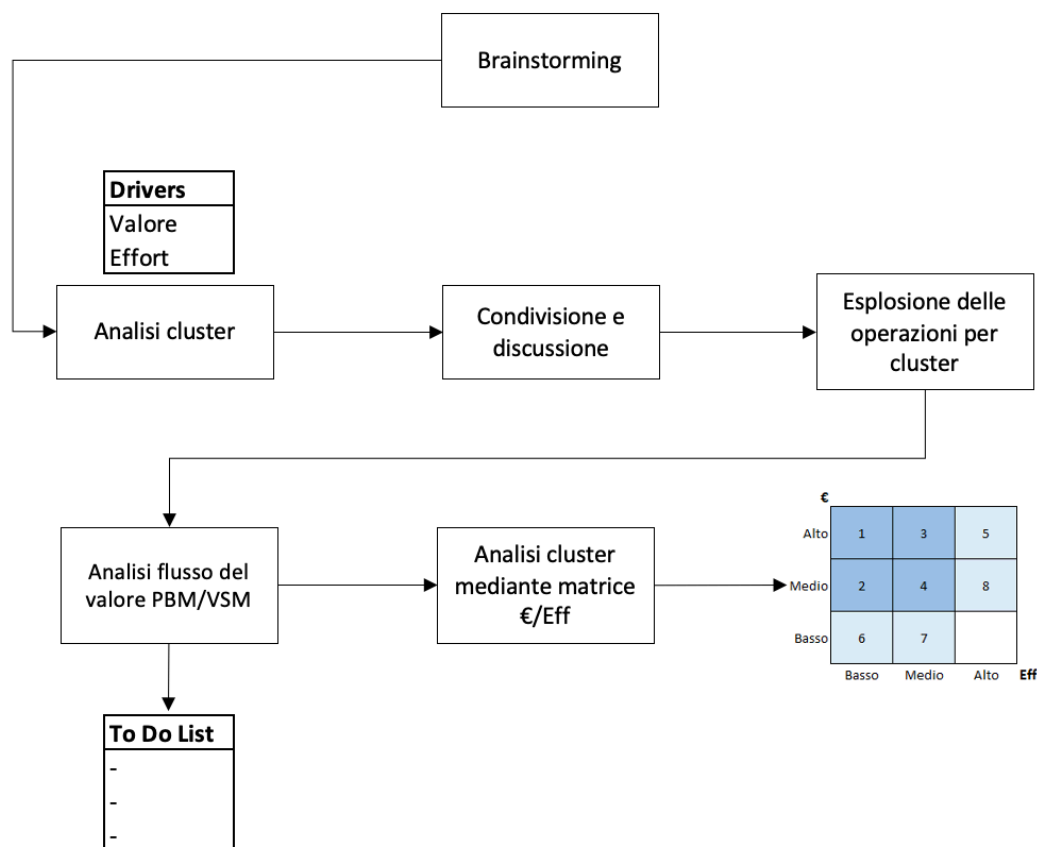 Brainstorming
Drivers
Valore
Effort
Analisi cluster
Condivisione e
discussione
Esplosione delle
operazioni per
cluster
Analisi flusso del
valore PBM/VSM
Analisi cluster
mediante matrice
€/Eff
€
Alto 1 3 5
Medio 2 4 8
Basso 6 7
Basso Medio Alto Eff
To Do List
-
-
-